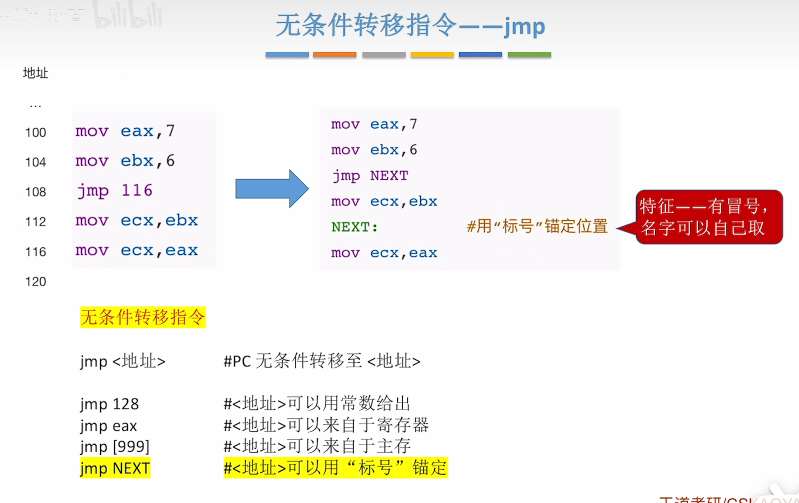 bilibili
无条件转移指令——jmp
地址
…
100
104
108
112
116
120
mov eax,7
mov ebx,6
jmp 116
mov ecx,ebx
mov ecx,eax
mov eax,7
mov ebx,6
jmp NEXT
mov ecx,ebx
NEXT: #用“标号”锚定位置
mov ecx,eax
特征——有冒号，
名字可以自己取
无条件转移指令
jmp <地址> #PC 无条件转移至 <地址>
jmp 128 #<地址>可以用常数给出
jmp eax #<地址>可以来自于寄存器
jmp [999] #<地址>可以来自于主存
jmp NEXT #<地址>可以用“标号”锚定